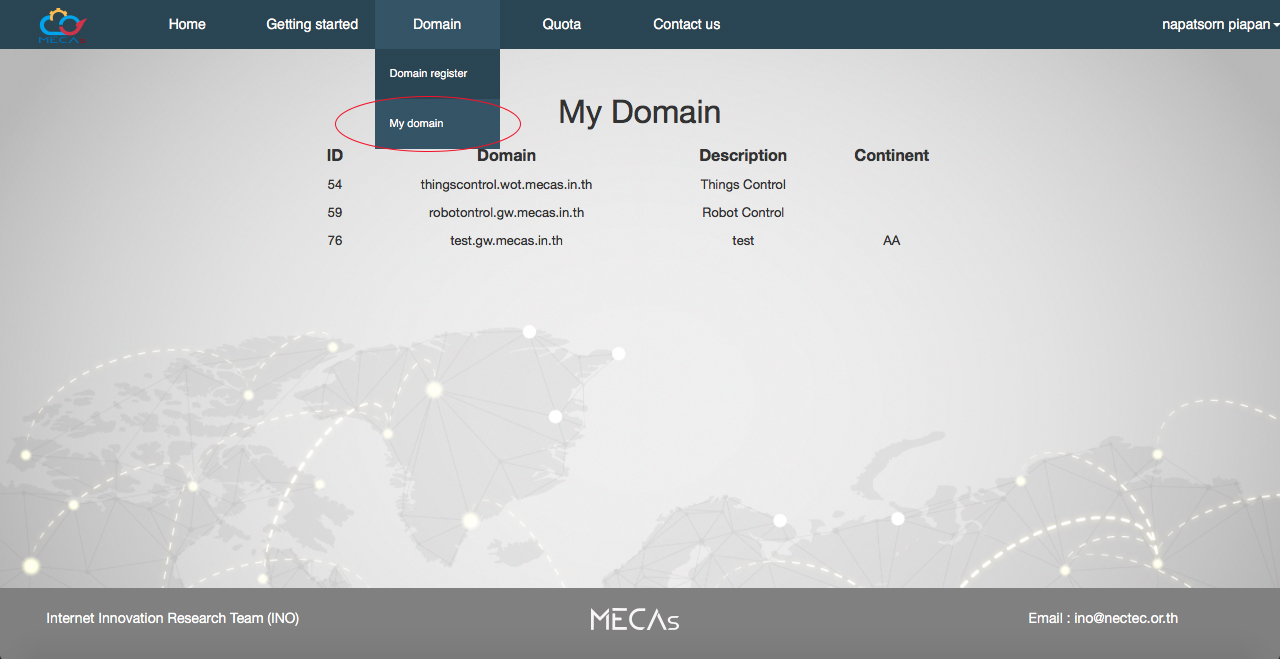 MECAs
Home
Getting started
Domain
Quota
Contact us
napatsorn piapan
Domain register
My domain
My Domain
ID Domain Description Continent
54 thingscontrol.wot.mecas.in.th Things Control
59 robotontrol.gw.mecas.in.th Robot Control
76 test.gw.mecas.in.th test AA
Internet Innovation Research Team (INO)
MECAs
Email : ino@nectec.or.th